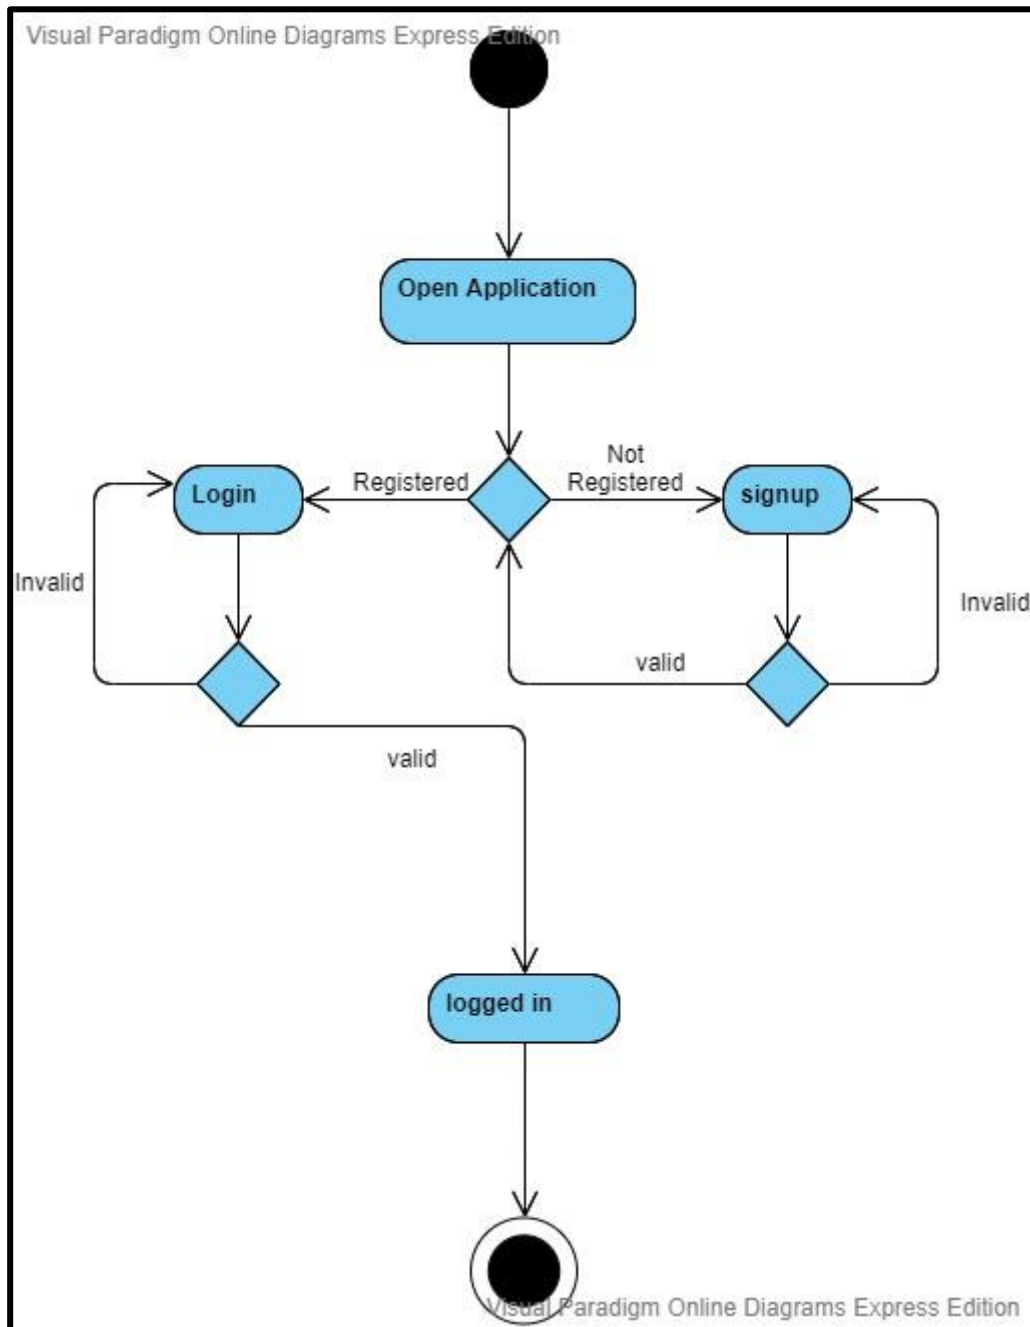 Visual Paradigm Online Diagrams Express Edition
Open Application
Login
Registered
Not
Registered
signup
Invalid
Invalid
valid
valid
logged in
Visual Paradigm Online Diagrams Express Edition